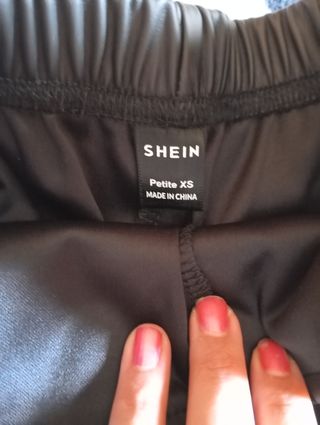 SHEIN
Petite XS
MADE IN CHINA